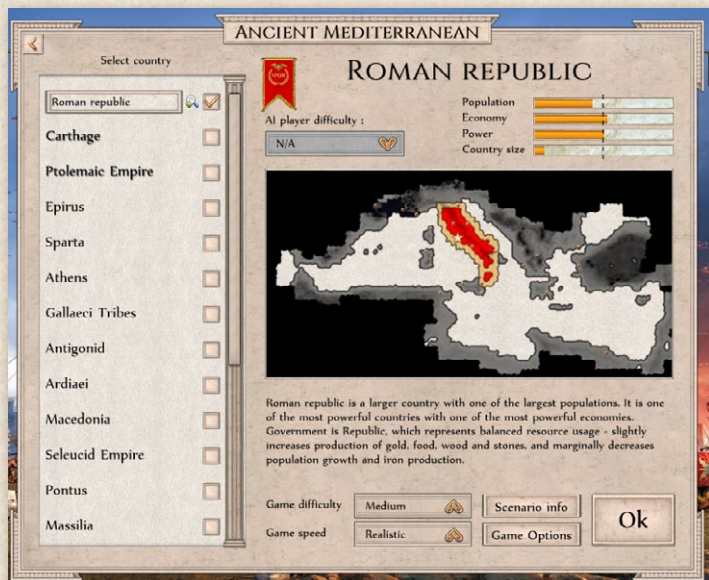 Ancient Mediterranean
Select country
Roman republic
Carthage
Ptolemaic Empire
Epirus
Sparta
Athens
Gallaeci Tribes
Antigonid
Ardiaei
Macedonia
Seleucid Empire
Pontus
Massilia
Roman republic
AI player difficulty :
N/A
Population
Economy
Power
Country size
Roman republic is a larger country with one of the largest populations. It is one
of the most powerful countries with one of the most powerful economies.
Government is Republic, which represents balanced resource usage - slightly
increases production of gold, food, wood and stones, and marginally decreases
population growth and iron production.
Game difficulty
Medium
Scenario info
Game speed
Realistic
Game Options
Ok